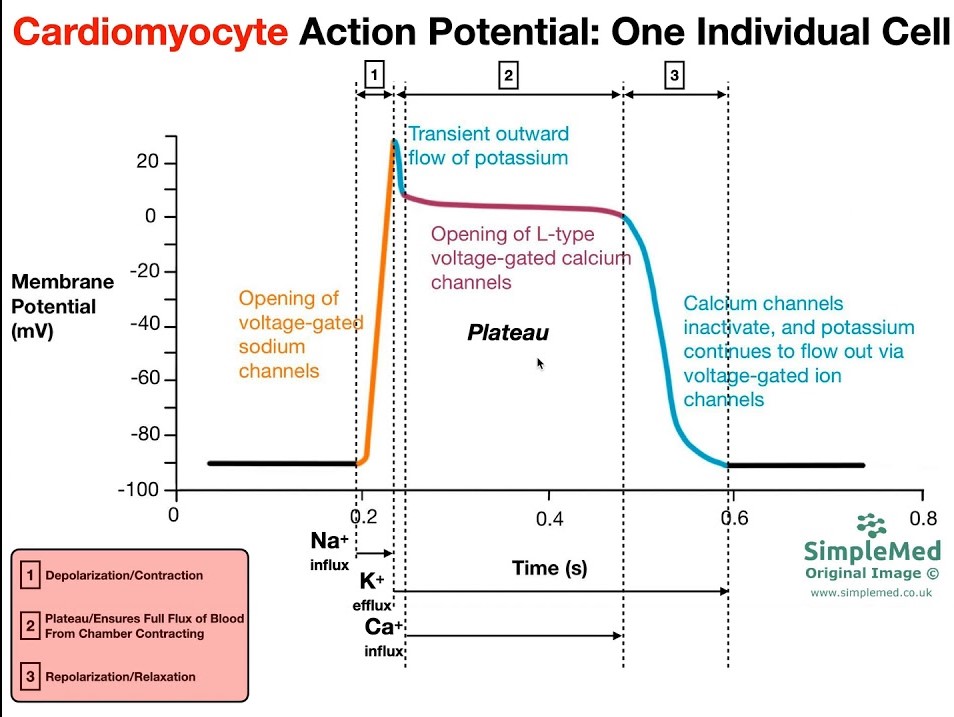 Cardiomyocyte Action Potential: One Individual Cell
1
2
3
Transient outward
flow of potassium
20
0
-20
-40
-60
-80
-100
Membrane
Potential
(mV)
Opening of
voltage-gated
sodium
channels
Opening of L-type
voltage-gated calcium
channels
Plateau
Calcium channels
inactivate, and potassium
continues to flow out via
voltage-gated ion
channels
0
0.2
0.4
0.6
0.8
Na+
influx
K+
efflux
Ca+
influx
Time (s)
SimpleMed
Original Image ©
www.simplemed.co.uk
1 Depolarization/Contraction
2 Plateau/Ensures Full Flux of Blood
From Chamber Contracting
3 Repolarization/Relaxation